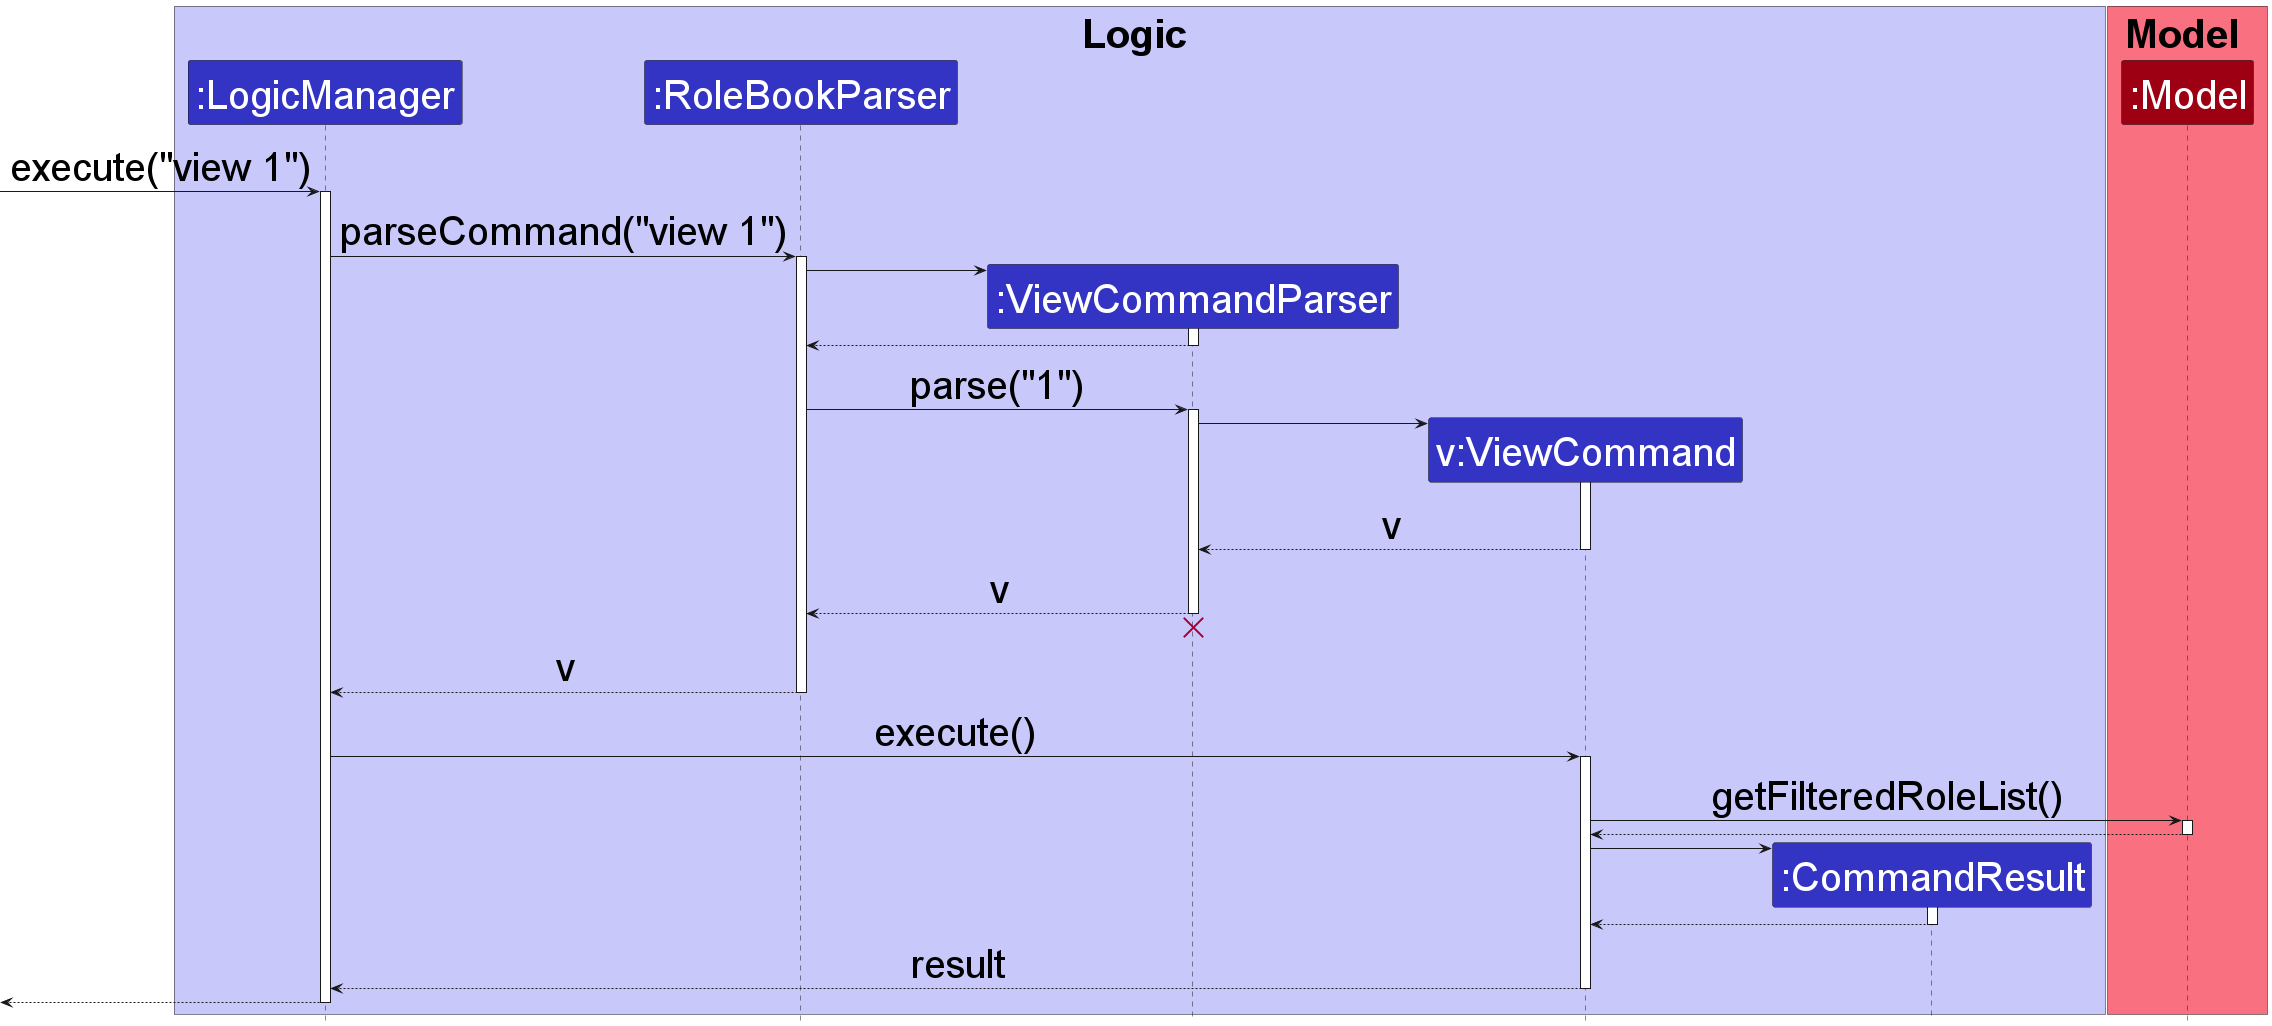 Logic
Model
:LogicManager
:RoleBookParser
:Model
execute("view 1")
parseCommand("view 1")
:ViewCommandParser
parse("1")
v:ViewCommand
v
v
v
execute()
getFilteredRoleList()
:CommandResult
result